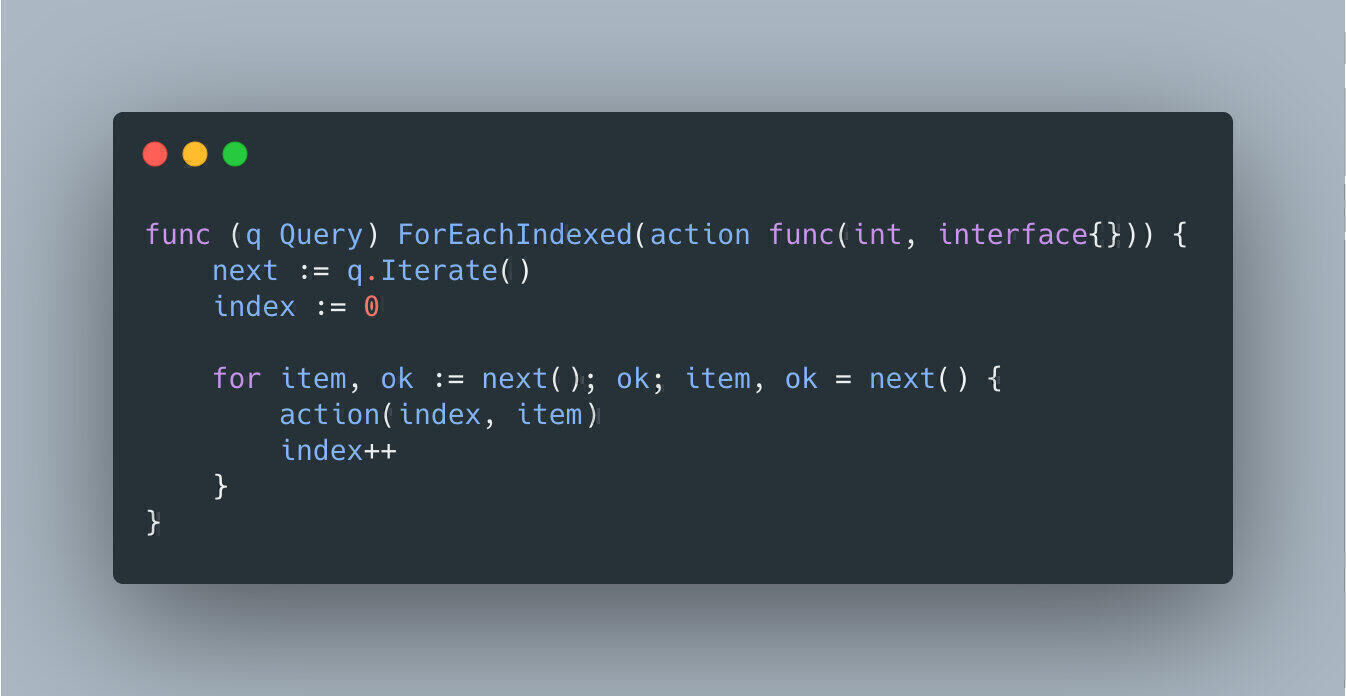 func (q Query) ForEachIndexed(action func(int, interface{})) {
    next := q.Iterate()
    index := 0

    for item, ok := next(); ok; item, ok = next() {
        action(index, item)
        index++
    }
}